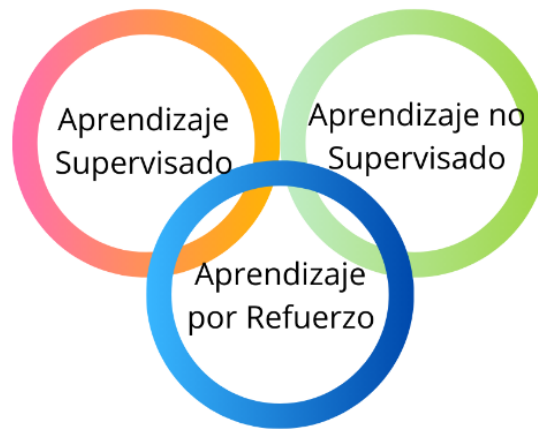 Aprendizaje
Supervisado
Aprendizaje no
Supervisado
Aprendizaje
por Refuerzo